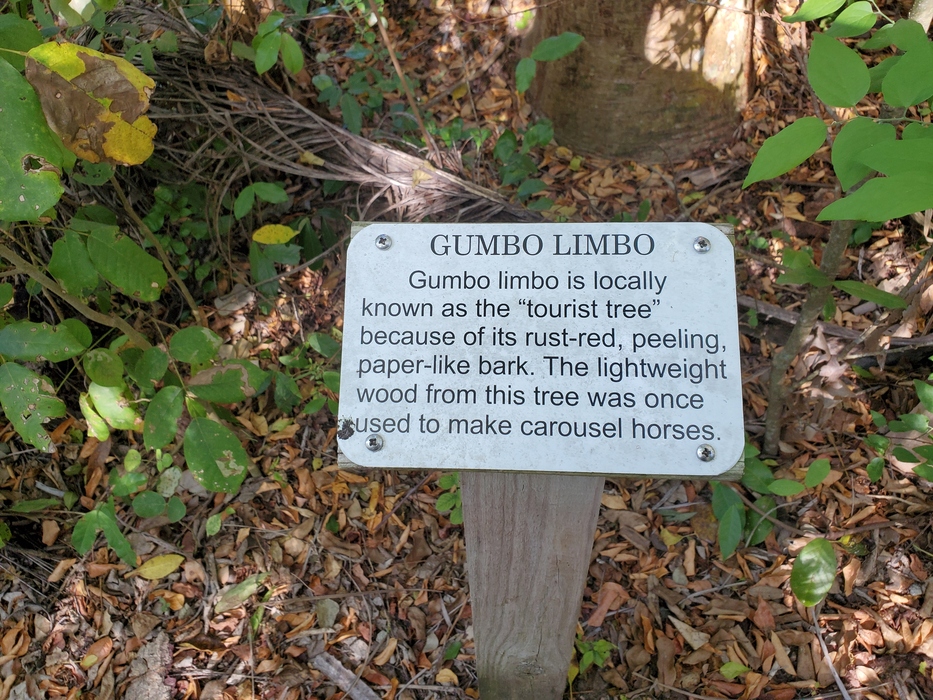 GUMBO LIMBO
Gumbo limbo is locally
known as the “tourist tree”
because of its rust-red, peeling,
paper-like bark. The lightweight
wood from this tree was once
used to make carousel horses.